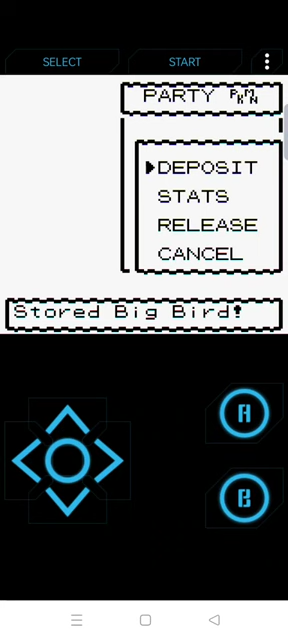 SELECT
START
PARTY PKMN
DEPOSIT
STATS
RELEASE
CANCEL
Stored Big Bird!
A
B